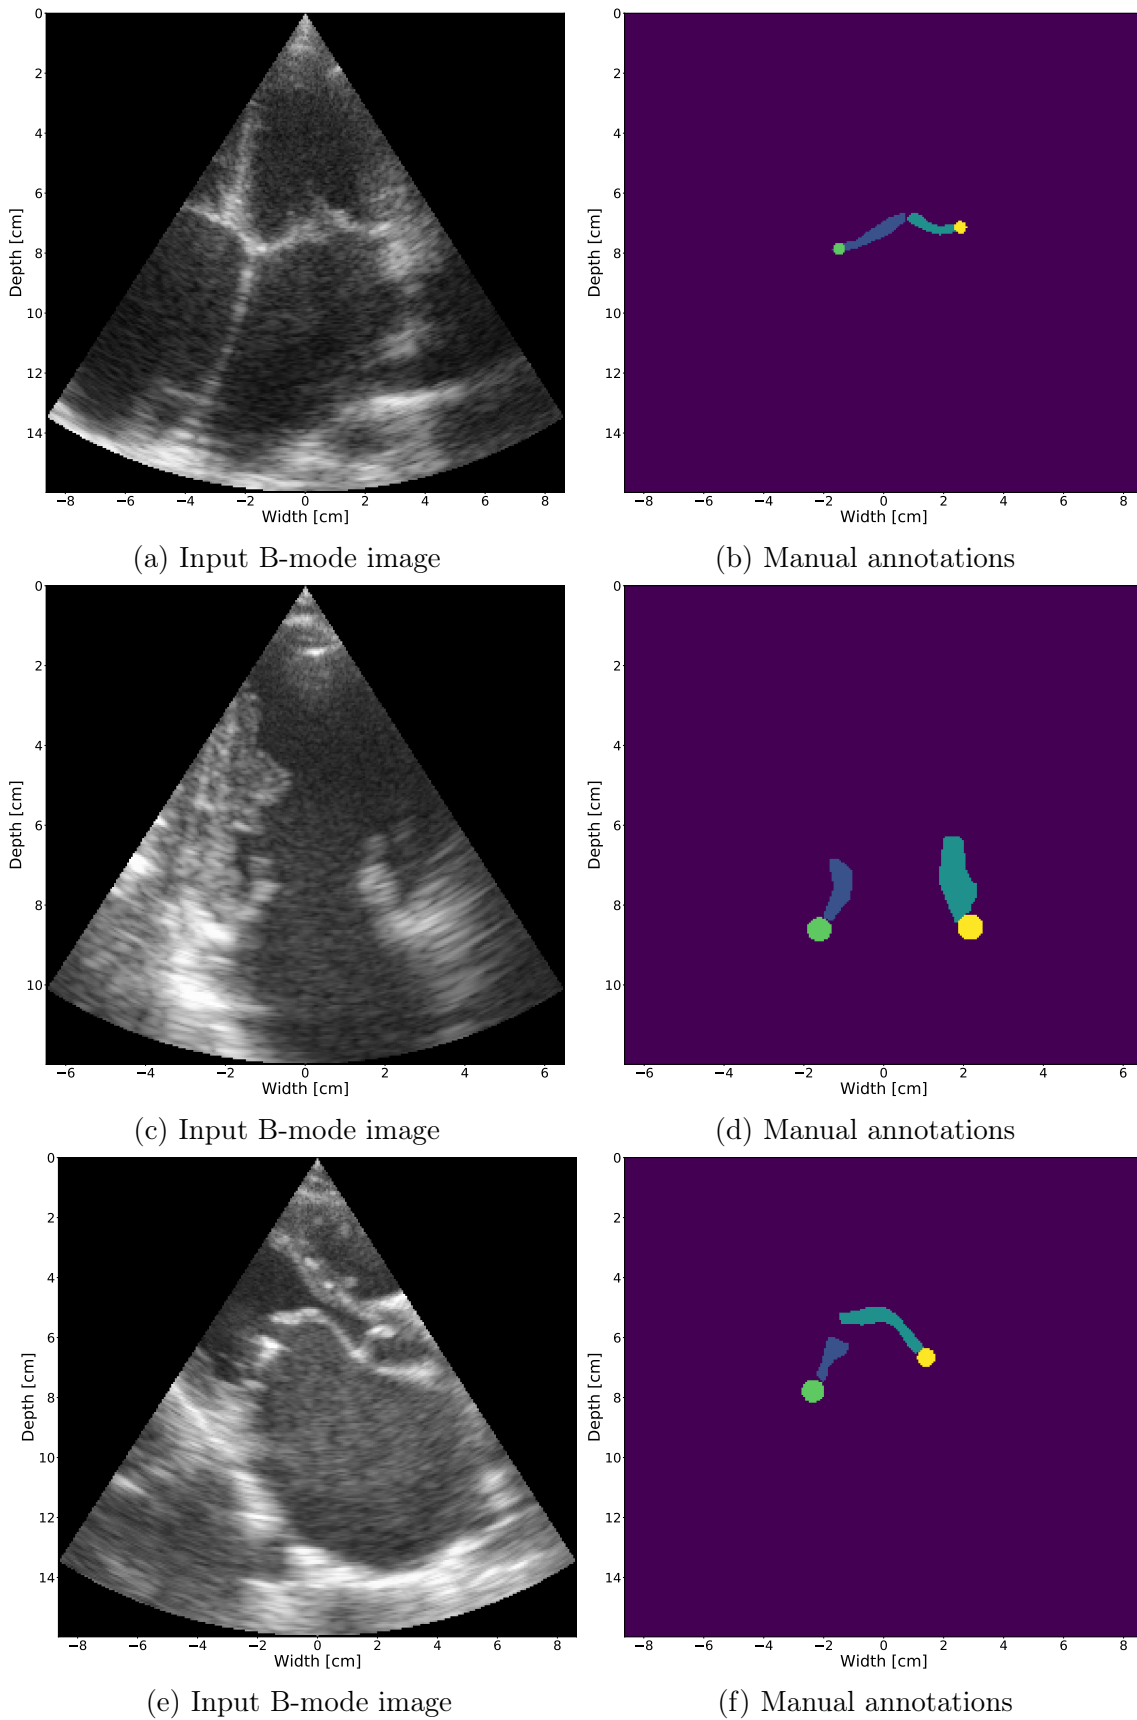 0
2
4
6
8
10
12
14
Depth [cm]
−8 −6 −4 −2 0 2 4 6 8
Width [cm]
0
2
4
6
8
10
12
14
Depth [cm]
−8 −6 −4 −2 0 2 4 6 8
Width [cm]
(a) Input B-mode image
(b) Manual annotations
0
2
4
6
8
10
Depth [cm]
−6 −4 −2 0 2 4 6
Width [cm]
0
2
4
6
8
10
Depth [cm]
−6 −4 −2 0 2 4 6
Width [cm]
(c) Input B-mode image
(d) Manual annotations
0
2
4
6
8
10
12
14
Depth [cm]
−8 −6 −4 −2 0 2 4 6 8
Width [cm]
0
2
4
6
8
10
12
14
Depth [cm]
−8 −6 −4 −2 0 2 4 6 8
Width [cm]
(e) Input B-mode image
(f) Manual annotations